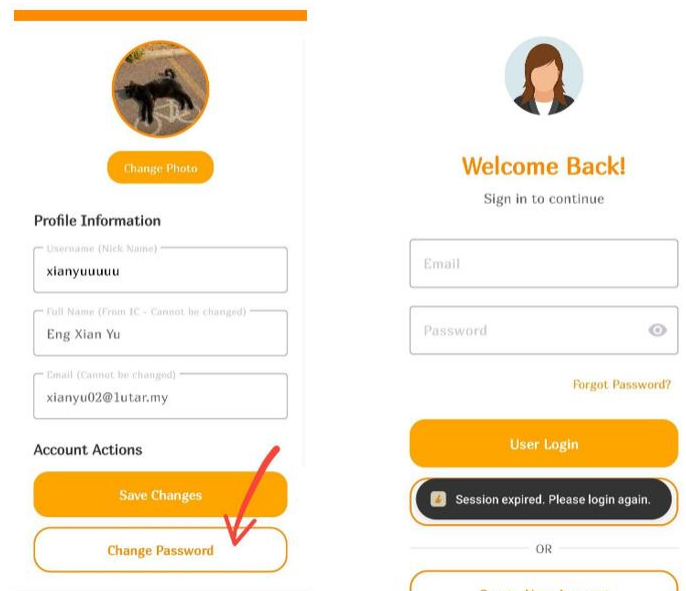 Change Photo
Profile Information
Username (Nick Name)
xianyuuuuu
Full Name (From IC - Cannot be changed)
Eng Xian Yu
Email (Cannot be changed)
xianyu02@1utar.my
Account Actions
Save Changes
Change Password
Welcome Back!
Sign in to continue
Email
Password
Forgot Password?
User Login
Session expired. Please login again.
OR